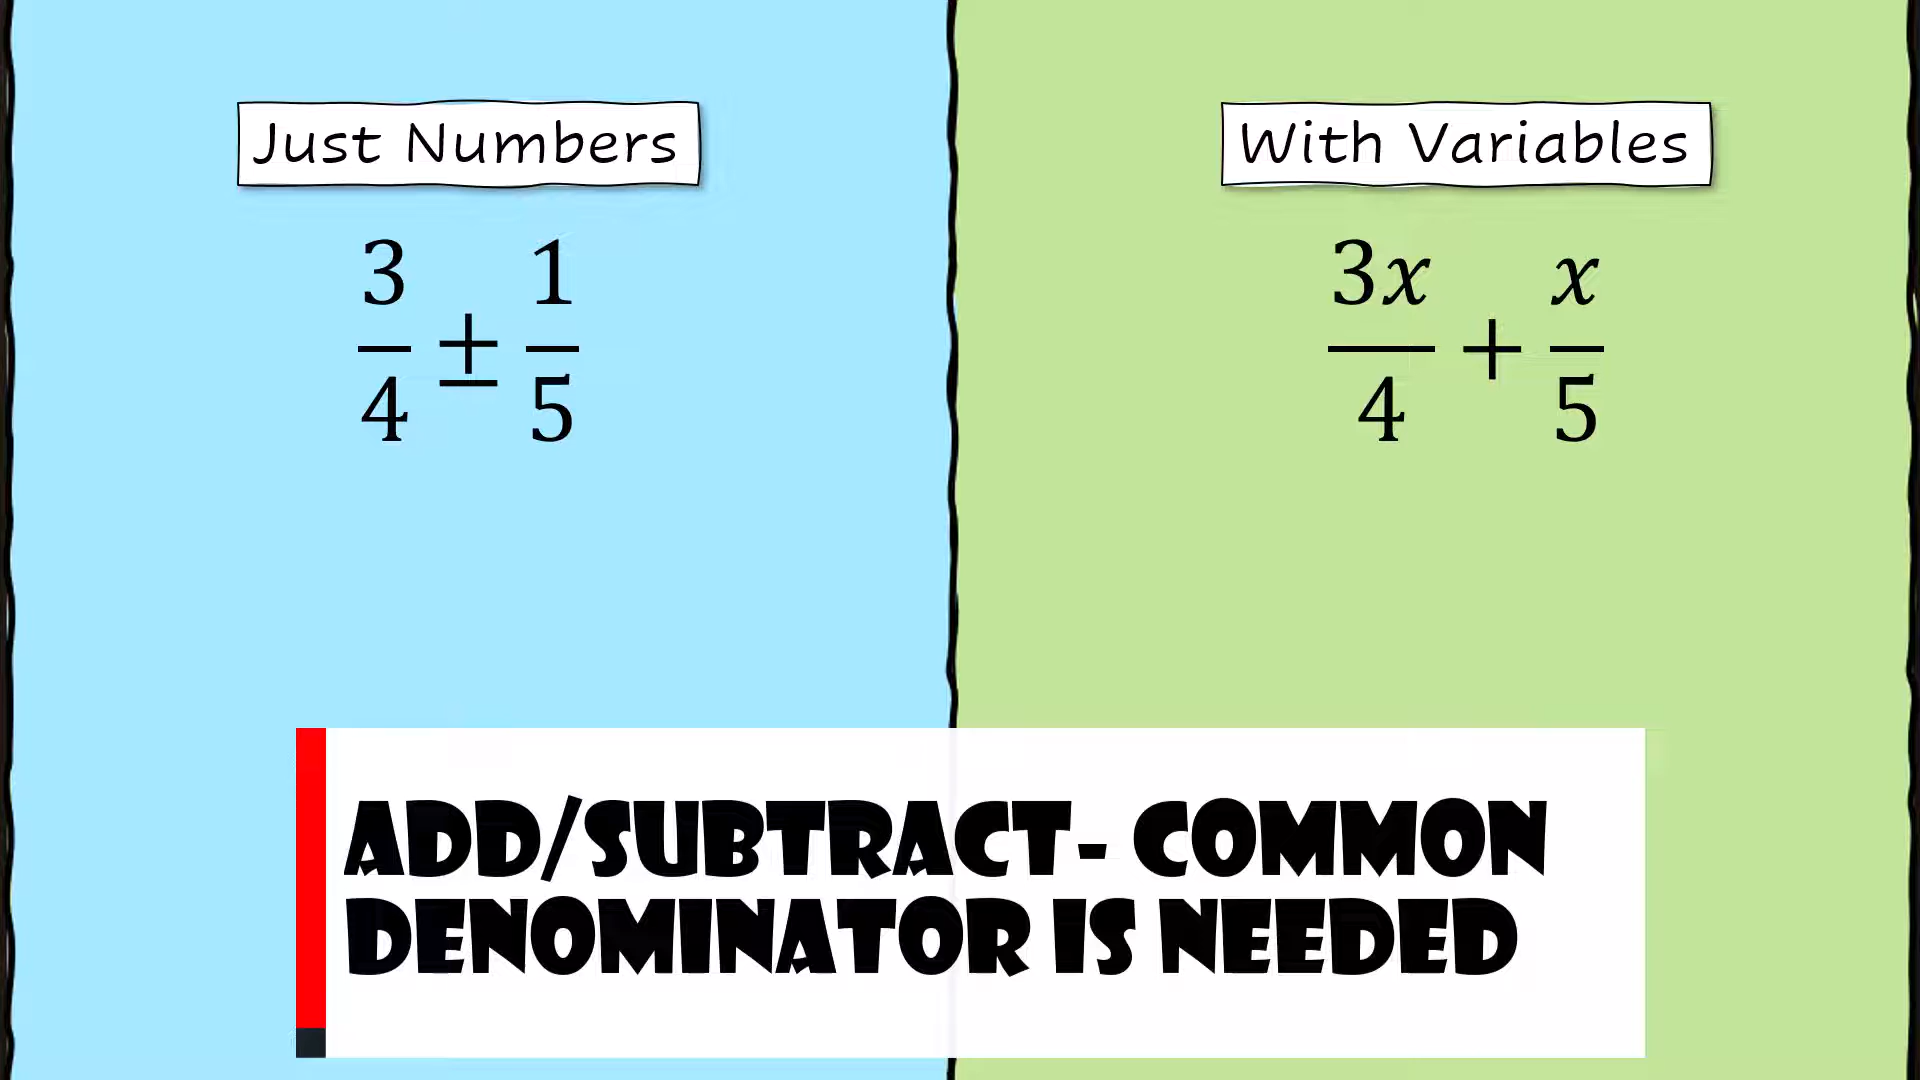 Just Numbers
3/4 ± 1/5
With Variables
3x/4 + x/5
ADD/SUBTRACT- COMMON
DENOMINATOR IS NEEDED